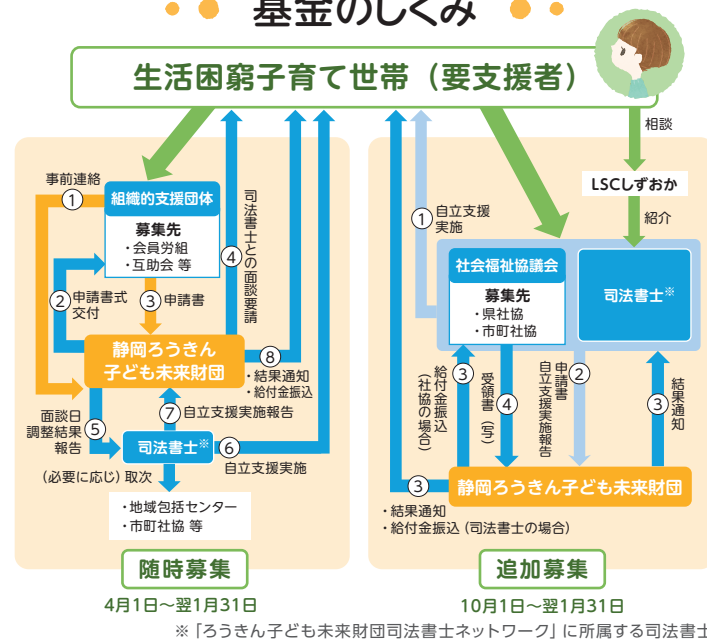 基金のしくみ
生活困窮子育て世帯（要支援者）
事前連絡
①
組織的支援団体
募集先
・会員労組
・互助会 等
②申請書式
交付
③申請書
④
司法書士との面談要請
静岡ろうきん
子ども未来財団
⑧
・結果通知
・給付金振込
面談日
調整結果
報告
⑤
⑦自立支援実施報告
司法書士※
⑥
自立支援実施
(必要に応じ) 取次
・地域包括センター
・市町社協 等
随時募集
4月1日～翌1月31日
相談
LSCしずおか
紹介
①自立支援
実施
社会福祉協議会
募集先
・県社協
・市町社協
司法書士※
給付金振込
(社協の場合)
③
受領書（写）
④
申請書
自立支援実施報告
②
結果通知
③
静岡ろうきん子ども未来財団
③
・結果通知
・給付金振込 (司法書士の場合)
追加募集
10月1日～翌1月31日
※「ろうきん子ども未来財団司法書士ネットワーク」に所属する司法書士